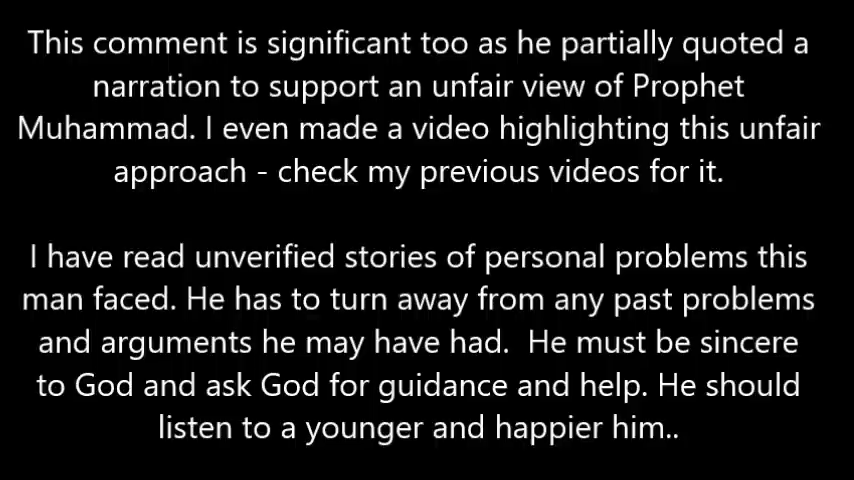 This comment is significant too as he partially quoted a
narration to support an unfair view of Prophet
Muhammad. I even made a video highlighting this unfair
approach - check my previous videos for it.
I have read unverified stories of personal problems this
man faced. He has to turn away from any past problems
and arguments he may have had.  He must be sincere
to God and ask God for guidance and help. He should
listen to a younger and happier him..